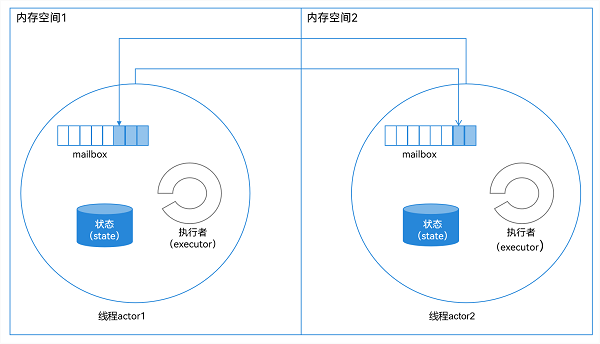 内存空间1
内存空间2
mailbox
mailbox
状态
（state）
执行者
（executor）
状态
（state）
执行者
（executor）
线程actor1
线程actor2